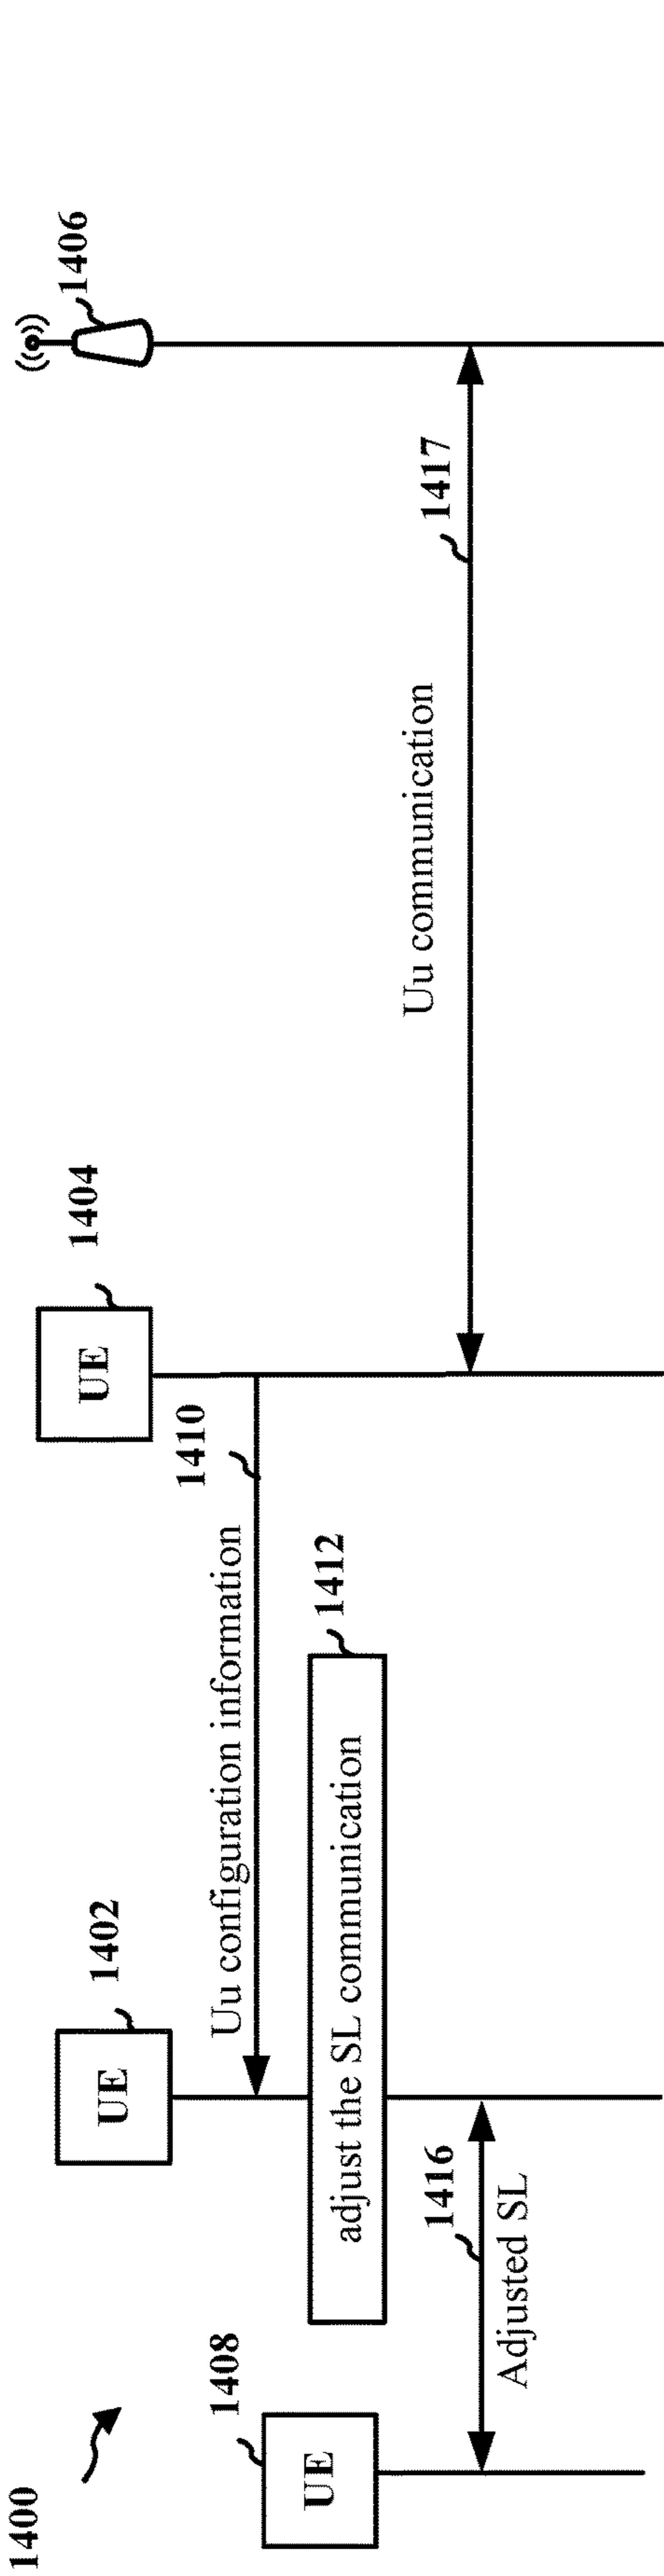 1400
UE
1408
UE
1402
UE
1404
1406
Uu configuration information
1410
adjust the SL communication
1412
1416
Adjusted SL
Uu communication
1417